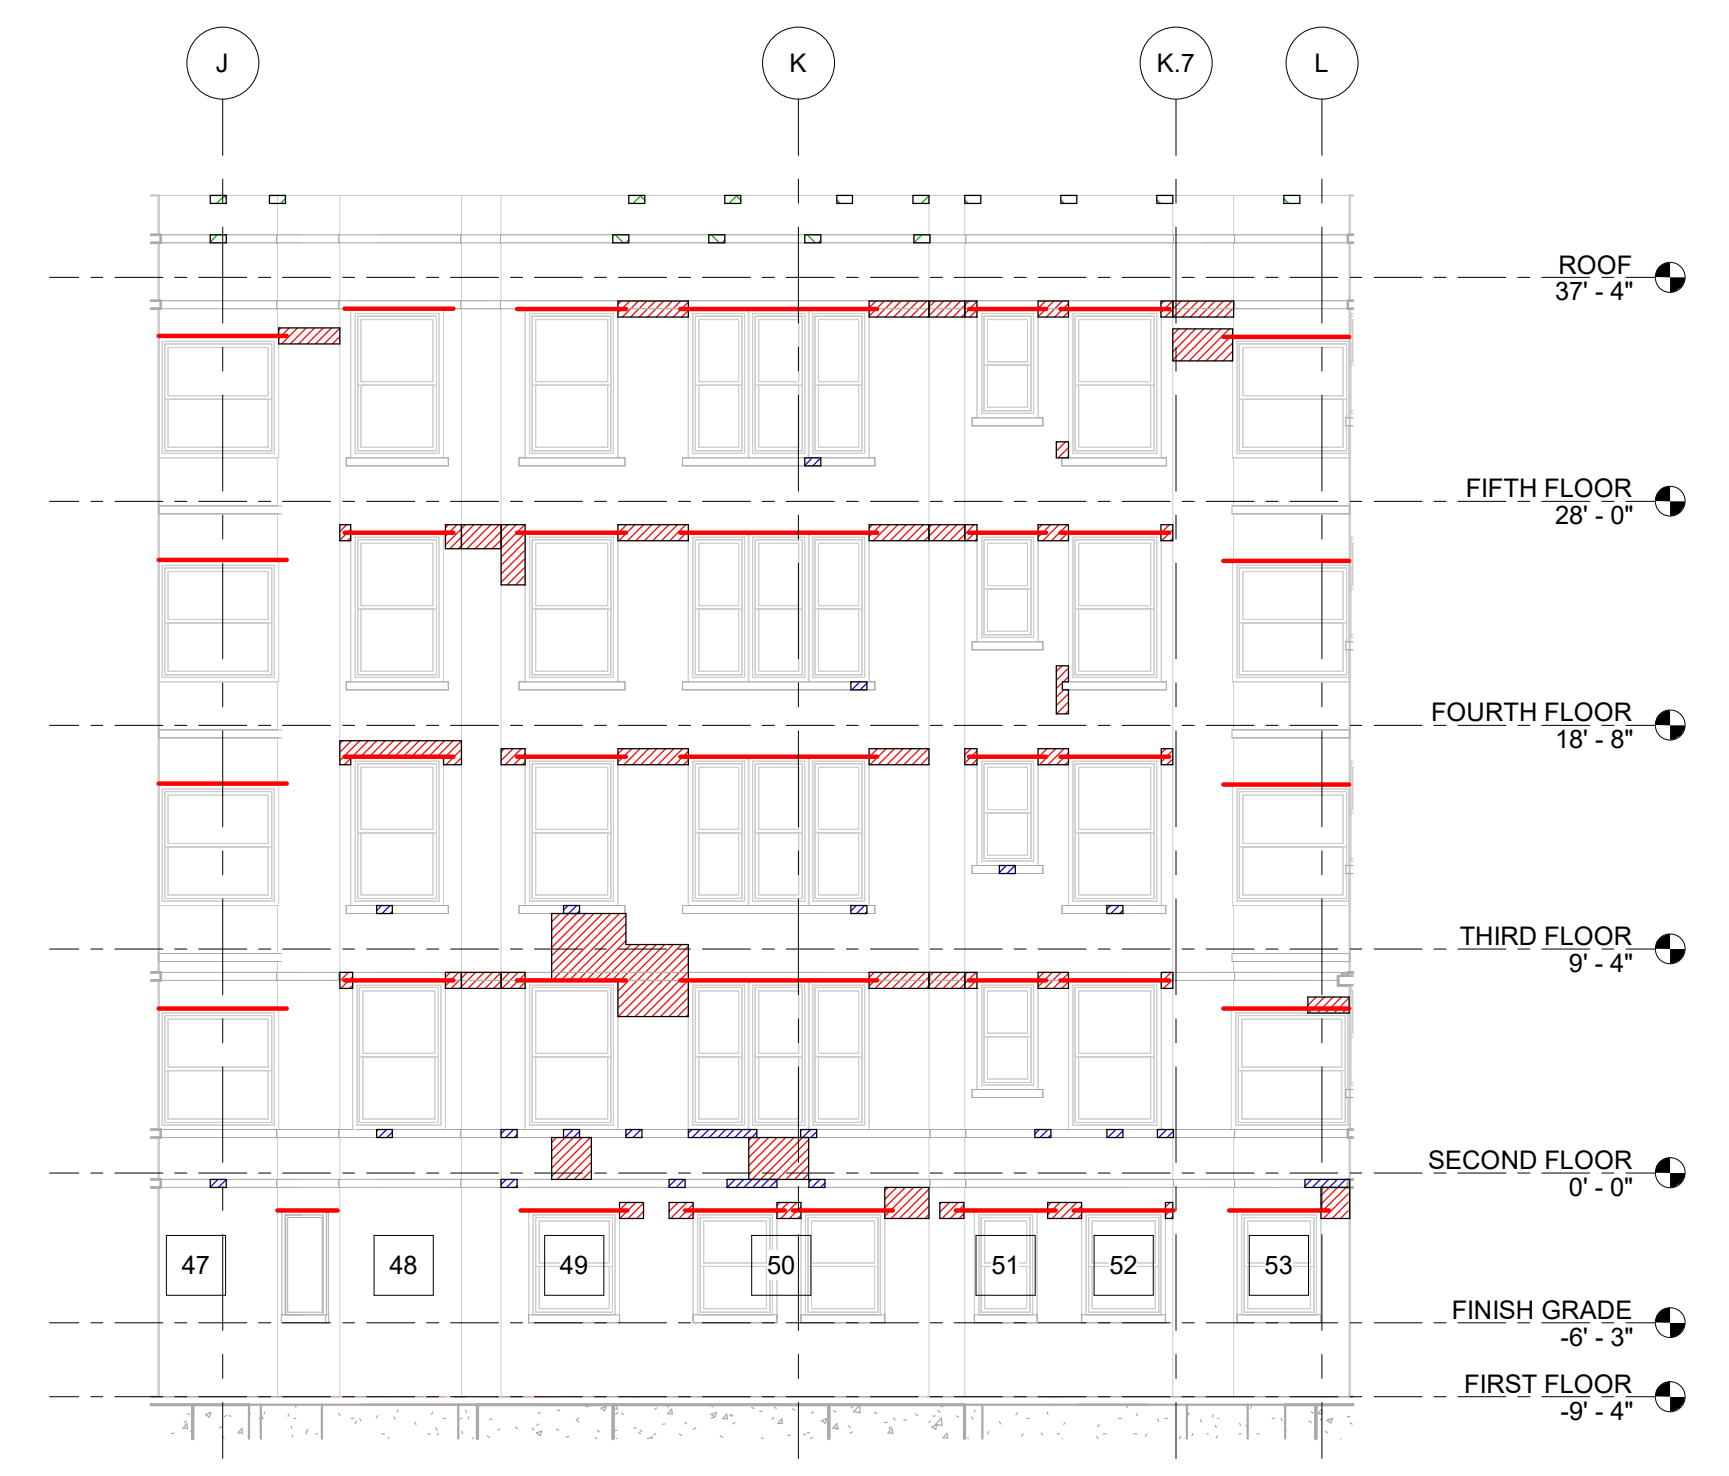 J
K
K.7
L
ROOF
37' - 4"
FIFTH FLOOR
28' - 0"
FOURTH FLOOR
18' - 8"
THIRD FLOOR
9' - 4"
SECOND FLOOR
0' - 0"
47
48
49
50
51
52
53
FINISH GRADE
-6' - 3"
FIRST FLOOR
-9' - 4"